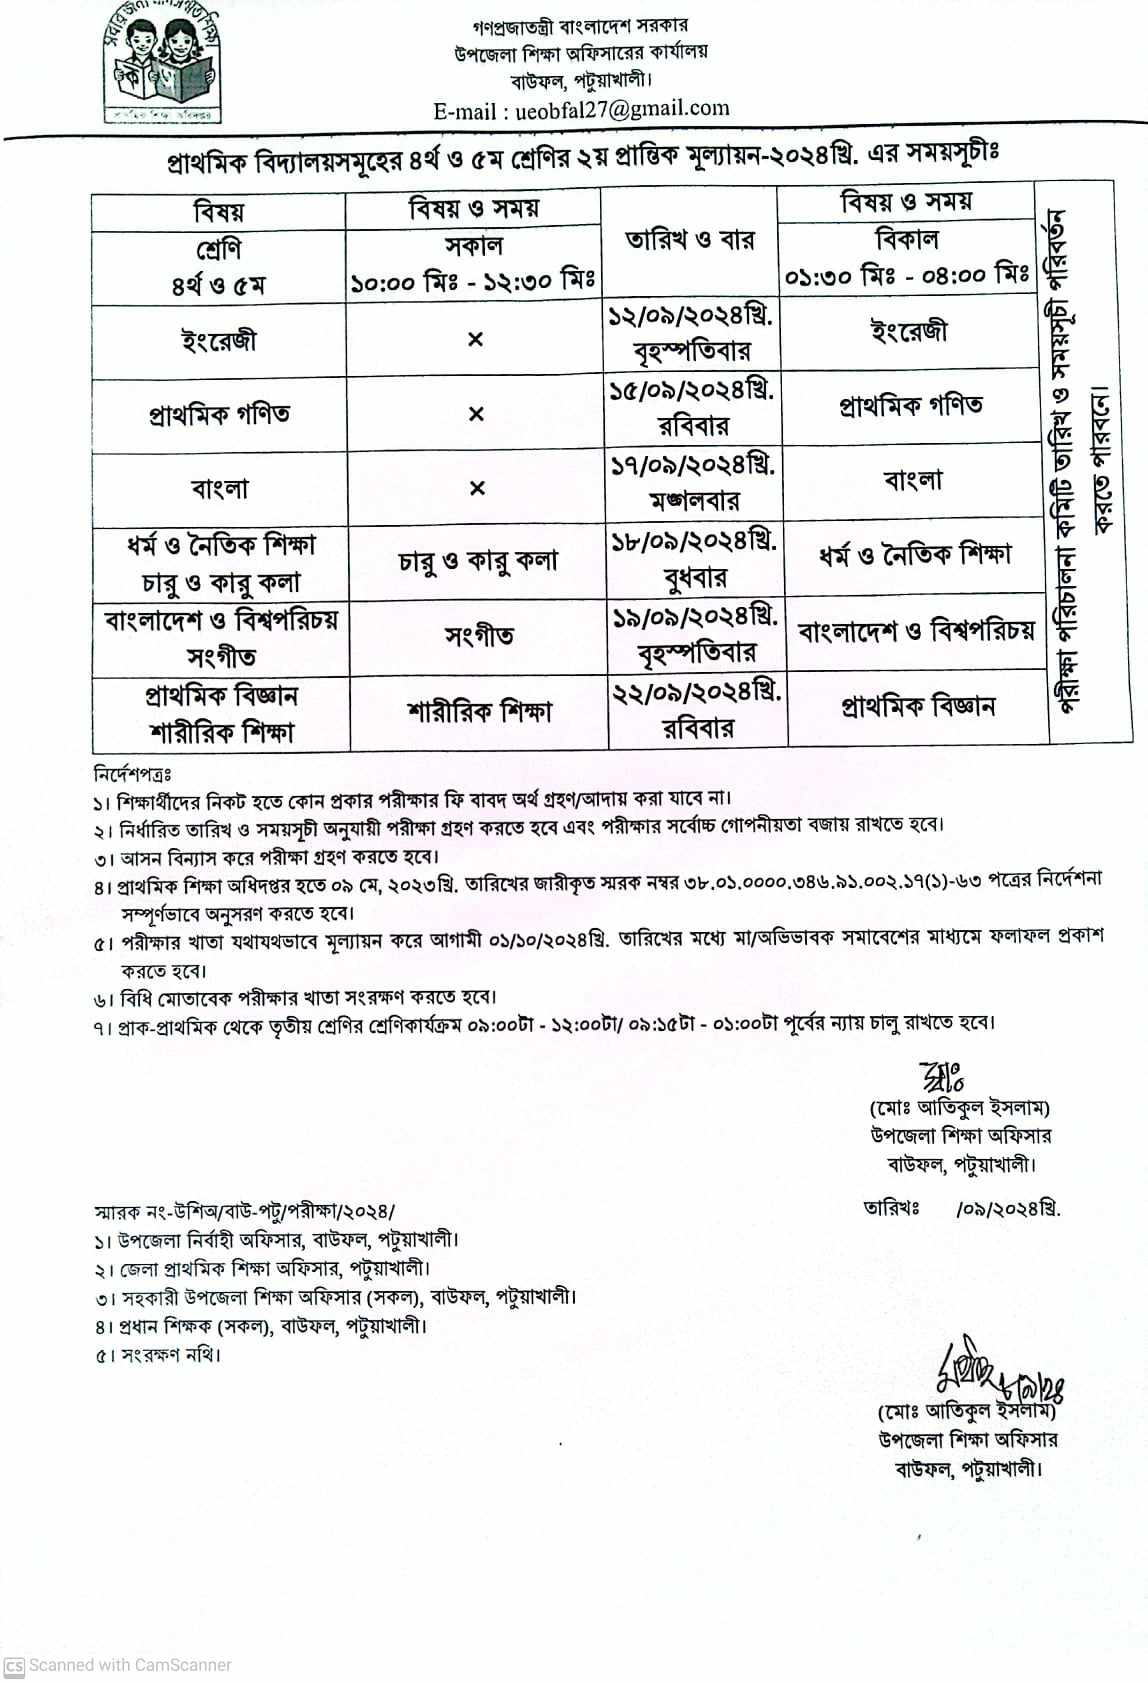 সবার জন্য মানসম্মত শিক্ষা
প্রাথমিক শিক্ষা অধিদপ্তর
গণপ্রজাতন্ত্রী বাংলাদেশ সরকার
উপজেলা শিক্ষা অফিসারের কার্যালয়
বাউফল, পটুয়াখালী।
E-mail : ueobfal27@gmail.com
প্রাথমিক বিদ্যালয়সমূহের ৪র্থ ও ৫ম শ্রেণির ২য় প্রান্তিক মূল্যায়ন-২০২৪খ্রি. এর সময়সূচীঃ
বিষয় বিষয় ও সময় তারিখ ও বার বিষয় ও সময়
শ্রেণি সকাল বিকাল
৪র্থ ও ৫ম ১০:০০ মিঃ - ১২:৩০ মিঃ ০১:৩০ মিঃ - ০৪:০০ মিঃ
ইংরেজী × ১২/০৯/২০২৪খ্রি. ইংরেজী
বৃহস্পতিবার
প্রাথমিক গণিত × ১৫/০৯/২০২৪খ্রি. প্রাথমিক গণিত
রবিবার
বাংলা × ১৭/০৯/২০২৪খ্রি. বাংলা
মঙ্গলবার
ধর্ম ও নৈতিক শিক্ষা চারু ও কারু কলা ১৮/০৯/২০২৪খ্রি. ধর্ম ও নৈতিক শিক্ষা
চারু ও কারু কলা বুধবার
বাংলাদেশ ও বিশ্বপরিচয় সংগীত ১৯/০৯/২০২৪খ্রি. বাংলাদেশ ও বিশ্বপরিচয়
সংগীত বৃহস্পতিবার
প্রাথমিক বিজ্ঞান শারীরিক শিক্ষা ২২/০৯/২০২৪খ্রি. প্রাথমিক বিজ্ঞান
শারীরিক শিক্ষা রবিবার
পরীক্ষা পরিচালনা কমিটি তারিখ ও সময়সূচী পরিবর্তন
করতে পারবনে।
নির্দেশপত্রঃ
১। শিক্ষার্থীদের নিকট হতে কোন প্রকার পরীক্ষার ফি বাবদ অর্থ গ্রহণ/আদায় করা যাবে না।
২। নির্ধারিত তারিখ ও সময়সূচী অনুযায়ী পরীক্ষা গ্রহণ করতে হবে এবং পরীক্ষার সর্বোচ্চ গোপনীয়তা বজায় রাখতে হবে।
৩। আসন বিন্যাস করে পরীক্ষা গ্রহণ করতে হবে।
৪। প্রাথমিক শিক্ষা অধিদপ্তর হতে ০৯ মে, ২০২৩খ্রি. তারিখের জারীকৃত স্মারক নম্বর ৩৮.০১.০০০০.৩৪৬.৯১.০০২.১৭(১)-৬৩ পত্রের নির্দেশনা
সম্পূর্ণভাবে অনুসরণ করতে হবে।
৫। পরীক্ষার খাতা যথাযথভাবে মূল্যায়ন করে আগামী ০১/১০/২০২৪খ্রি. তারিখের মধ্যে মা/অভিভাবক সমাবেশের মাধ্যমে ফলাফল প্রকাশ
করতে হবে।
৬। বিধি মোতাবেক পরীক্ষার খাতা সংরক্ষণ করতে হবে।
৭। প্রাক-প্রাথমিক থেকে তৃতীয় শ্রেণির শ্রেণিকার্যক্রম ০৯:০০টা - ১২:০০টা/ ০৯:১৫টা - ০১:০০টা পূর্বের ন্যায় চালু রাখতে হবে।
স্বাঃ
(মোঃ আতিকুল ইসলাম)
উপজেলা শিক্ষা অফিসার
বাউফল, পটুয়াখালী।
স্মারক নং-উশিঅ/বাউ-পটু/পরীক্ষা/২০২৪/ তারিখঃ /০৯/২০২৪খ্রি.
১। উপজেলা নির্বাহী অফিসার, বাউফল, পটুয়াখালী।
২। জেলা প্রাথমিক শিক্ষা অফিসার, পটুয়াখালী।
৩। সহকারী উপজেলা শিক্ষা অফিসার (সকল), বাউফল, পটুয়াখালী।
৪। প্রধান শিক্ষক (সকল), বাউফল, পটুয়াখালী।
৫। সংরক্ষণ নথি।
(মোঃ আতিকুল ইসলাম)
উপজেলা শিক্ষা অফিসার
বাউফল, পটুয়াখালী।
CS Scanned with CamScanner